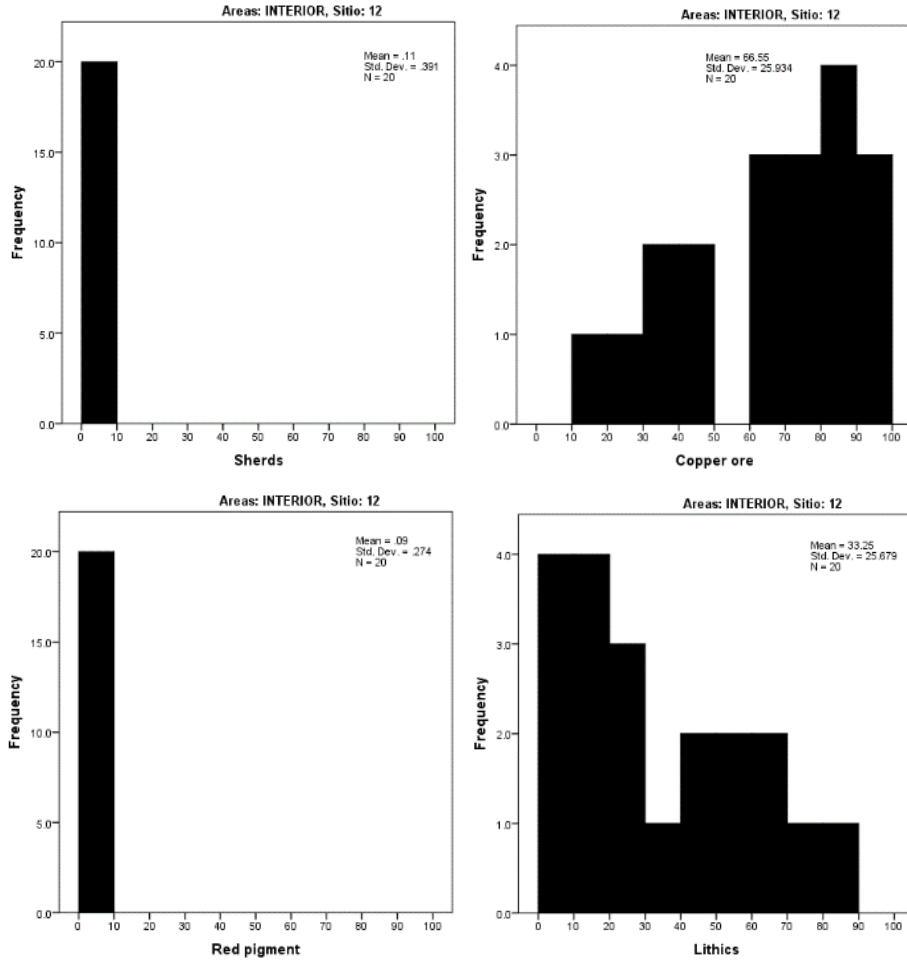 Areas: INTERIOR, Sitio: 12
Mean = .11
Std. Dev. = .391
N = 20
Frequency
20.0
15.0
10.0
5.0
0.0
0 10 20 30 40 50 60 70 80 90 100
Sherds
Areas: INTERIOR, Sitio: 12
Mean = 66.55
Std. Dev. = 25.934
N = 20
Frequency
4.0
3.0
2.0
1.0
0.0
0 10 20 30 40 50 60 70 80 90 100
Copper ore
Areas: INTERIOR, Sitio: 12
Mean = .09
Std. Dev. = .274
N = 20
Frequency
20.0
15.0
10.0
5.0
0.0
0 10 20 30 40 50 60 70 80 90 100
Red pigment
Areas: INTERIOR, Sitio: 12
Mean = 33.25
Std. Dev. = 25.679
N = 20
Frequency
4.0
3.0
2.0
1.0
0.0
0 10 20 30 40 50 60 70 80 90 100
Lithics